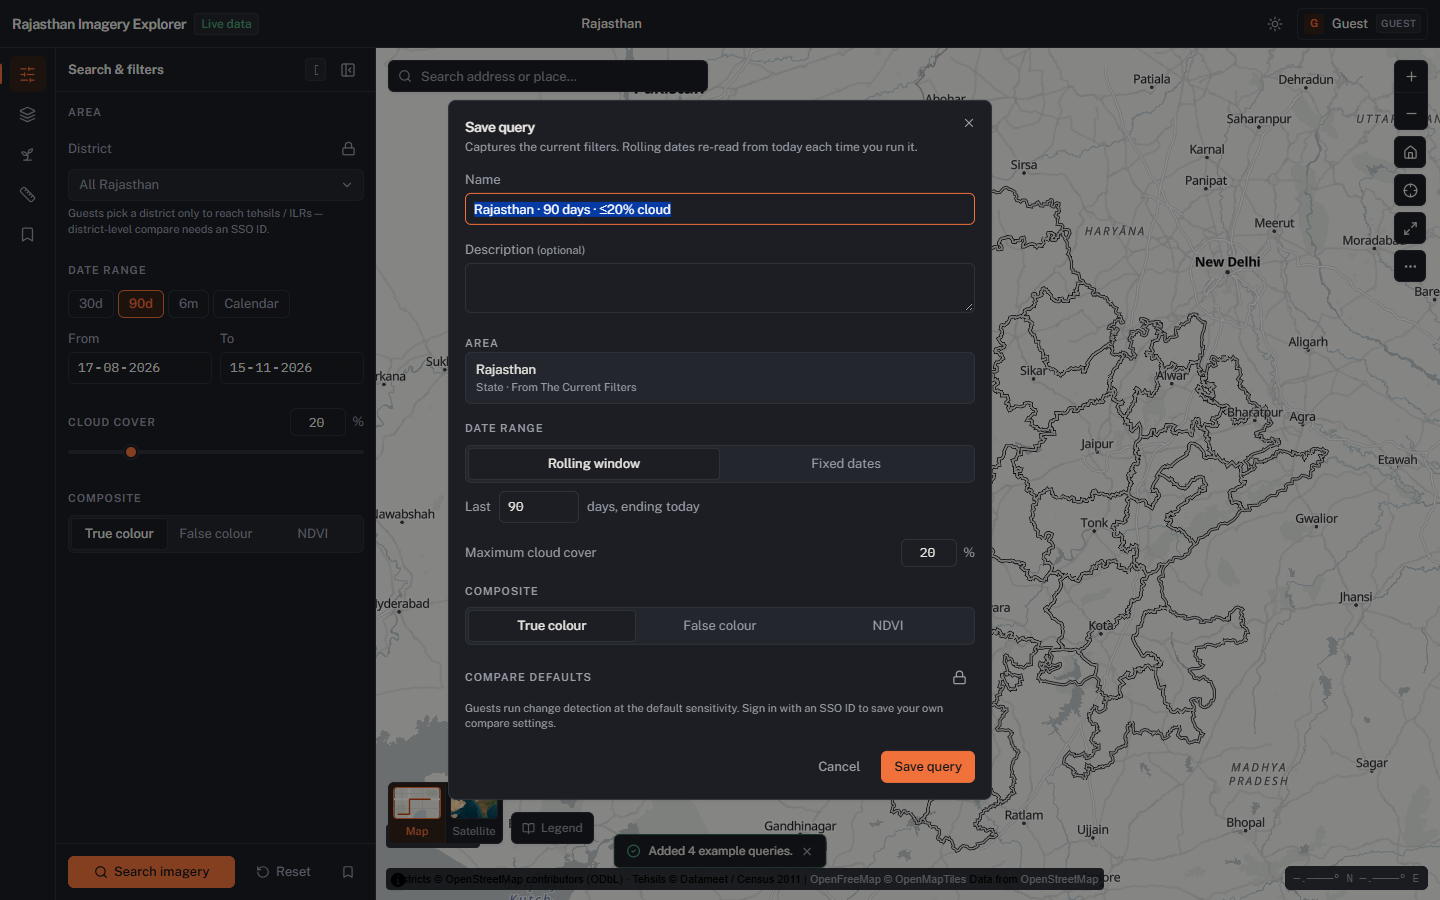 Rajasthan Imagery Explorer
Live data
Rajasthan
G Guest GUEST
Search & filters
[
AREA
District
All Rajasthan
Guests pick a district only to reach tehsils / ILRs —
district-level compare needs an SSO ID.
DATE RANGE
30d 90d 6m Calendar
From To
17-08-2026 15-11-2026
CLOUD COVER 20 %
COMPOSITE
True colour False colour NDVI
Search imagery Reset
Search address or place...
Save query
Captures the current filters. Rolling dates re-read from today each time you run it.
Name
Rajasthan · 90 days · ≤20% cloud
Description (optional)
AREA
Rajasthan
State · From The Current Filters
DATE RANGE
Rolling window Fixed dates
Last 90 days, ending today
Maximum cloud cover 20 %
COMPOSITE
True colour False colour NDVI
COMPARE DEFAULTS
Guests run change detection at the default sensitivity. Sign in with an SSO ID to save your own
compare settings.
Cancel Save query
Patiala
Dehradun
Saharanpur
Karnal
Sirsa
Panipat
HARYĀNA
Meerut
New Delhi
Aligarh
Sikar
Alwar
Bharatpur
Agra
Jaipur
Etawah
Tonk
Gwalior
Jhansi
Kota
MADHYA
PRADESH
Sagar
Ratlam
Ujjain
Bhopal
Gandhinagar
Map Satellite
Legend
Added 4 example queries.
© OpenStreetMap contributors (ODbL) · Tehsils © Datameet / Census 2011 | OpenFreeMap © OpenMapTiles Data from OpenStreetMap
° N ° E